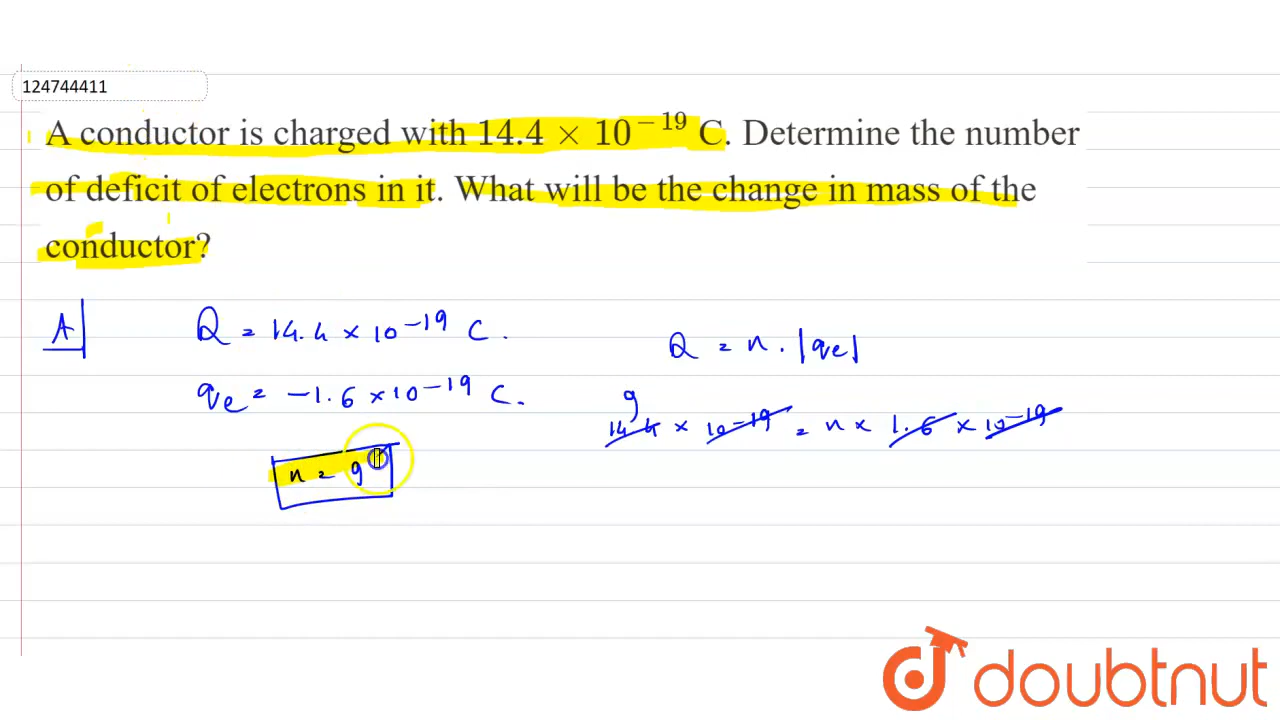 124744411
A conductor is charged with 14.4 × 10⁻¹⁹ C. Determine the number
of deficit of electrons in it. What will be the change in mass of the
conductor?
A
Q = 14.4 × 10⁻¹⁹ C.
Q = n . |qe|
qe = -1.6 × 10⁻¹⁹ C.
9
14.4 × 10⁻¹⁹ = n × 1.6 × 10⁻¹⁹
n = 9
doubtnut